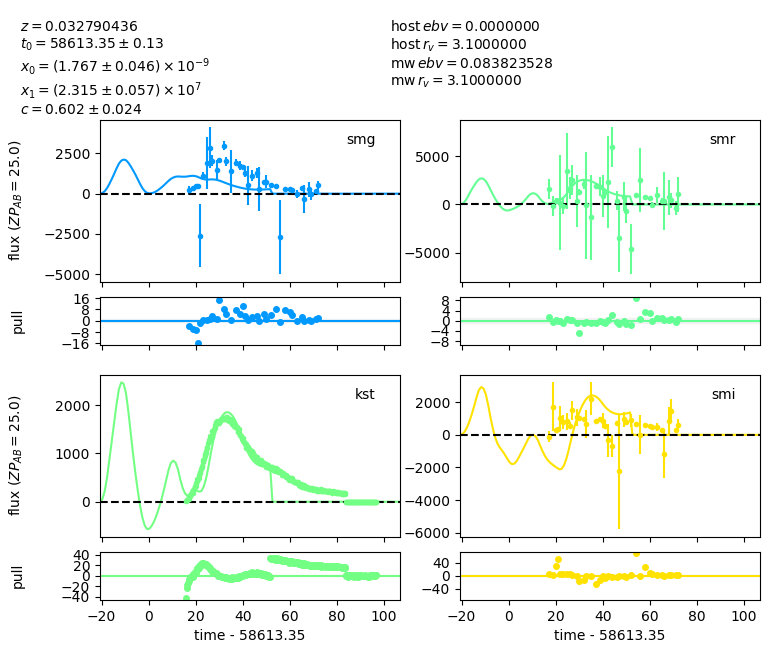 z = 0.032790436
t₀ = 58613.35 ± 0.13
x₀ = (1.767 ± 0.046) × 10⁻⁹
x₁ = (2.315 ± 0.057) × 10⁷
c = 0.602 ± 0.024
host ebv = 0.0000000
host r_v = 3.1000000
mw ebv = 0.083823528
mw r_v = 3.1000000
flux (ZP_AB = 25.0)
2500
0
−2500
−5000
smg
5000
0
−5000
smr
pull
16
8
0
−8
−16
8
4
0
−4
−8
flux (ZP_AB = 25.0)
2000
1000
0
kst
2000
0
−2000
−4000
−6000
smi
pull
40
20
0
−20
−40
40
0
−40
−20 0 20 40 60 80 100
time - 58613.35
−20 0 20 40 60 80 100
time - 58613.35